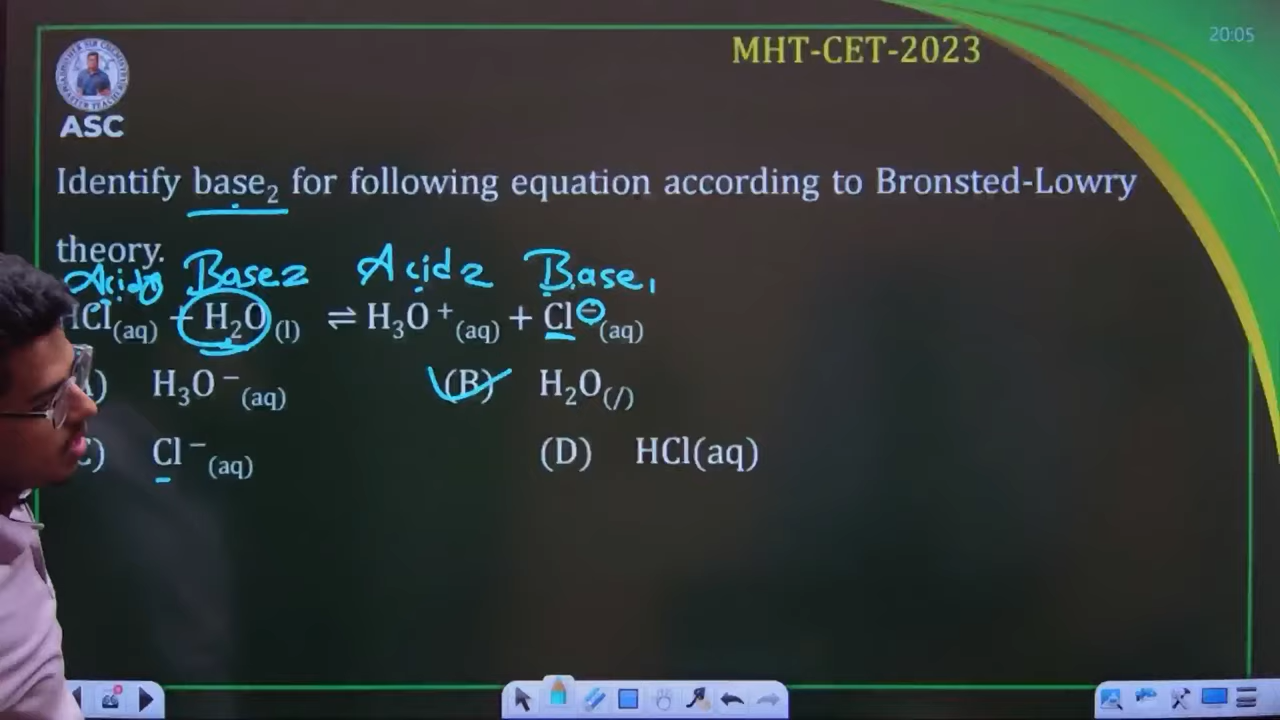 20:05
MHT-CET-2023
ASC
Identify base₂ for following equation according to Bronsted-Lowry
theory.
Acid Base2 Acid2 Base1
HCl(aq) + H₂O(l) ⇌ H₃O⁺(aq) + Cl⊖(aq)
A) H₃O⁻(aq) (B) H₂O(/)
C) Cl⁻(aq) (D) HCl(aq)